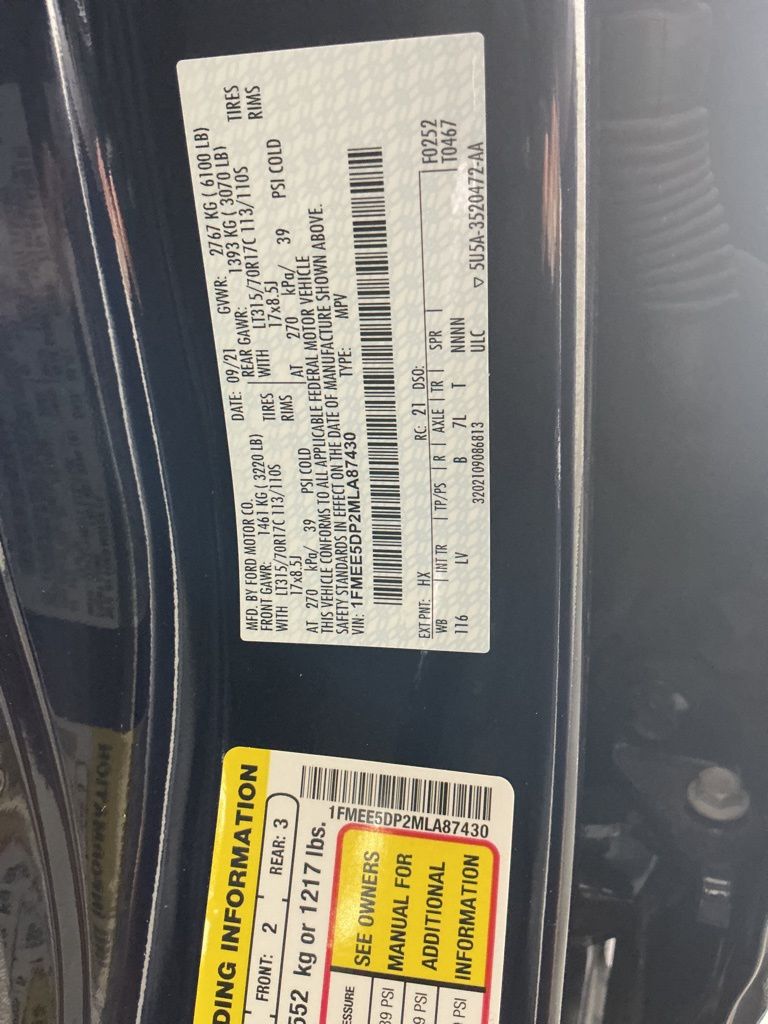 MFD. BY FORD MOTOR CO.
DATE: 09/21 GVWR: 2767 KG ( 6100 LB)
FRONT GAWR: 1461 KG ( 3220 LB) REAR GAWR: 1393 KG ( 3070 LB)
WITH LT315/70R17C 113/110S TIRES WITH LT315/70R17C 113/110S TIRES
17x8.5J RIMS 17x8.5J RIMS
AT 270 kPa/ 39 PSI COLD AT 270 kPa/ 39 PSI COLD
THIS VEHICLE CONFORMS TO ALL APPLICABLE FEDERAL MOTOR VEHICLE
SAFETY STANDARDS IN EFFECT ON THE DATE OF MANUFACTURE SHOWN ABOVE.
VIN: 1FMEE5DP2MLA87430 TYPE: MPV
EXT PNT: HX RC: 21 DSO: F0252
WB INT TR TP/PS R AXLE TR SPR T0467
116 LV B 7L T NNNN
3202109086813 ULC ▽ 5U5A-3520472-AA
DING INFORMATION
FRONT: 2 REAR: 3
552 kg or 1217 lbs.
1FMEE5DP2MLA87430
SEE OWNERS
MANUAL FOR
ADDITIONAL
INFORMATION
ESSURE
39 PSI
9 PSI
PSI